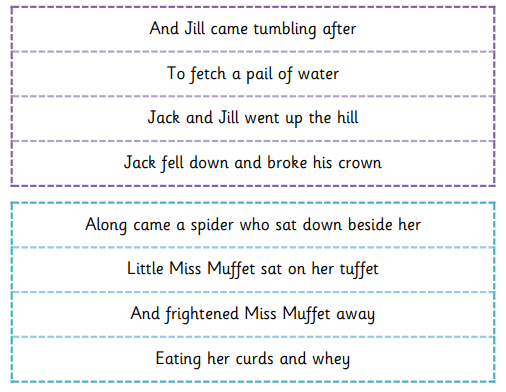 And Jill came tumbling after
To fetch a pail of water
Jack and Jill went up the hill
Jack fell down and broke his crown
Along came a spider who sat down beside her
Little Miss Muffet sat on her tuffet
And frightened Miss Muffet away
Eating her curds and whey